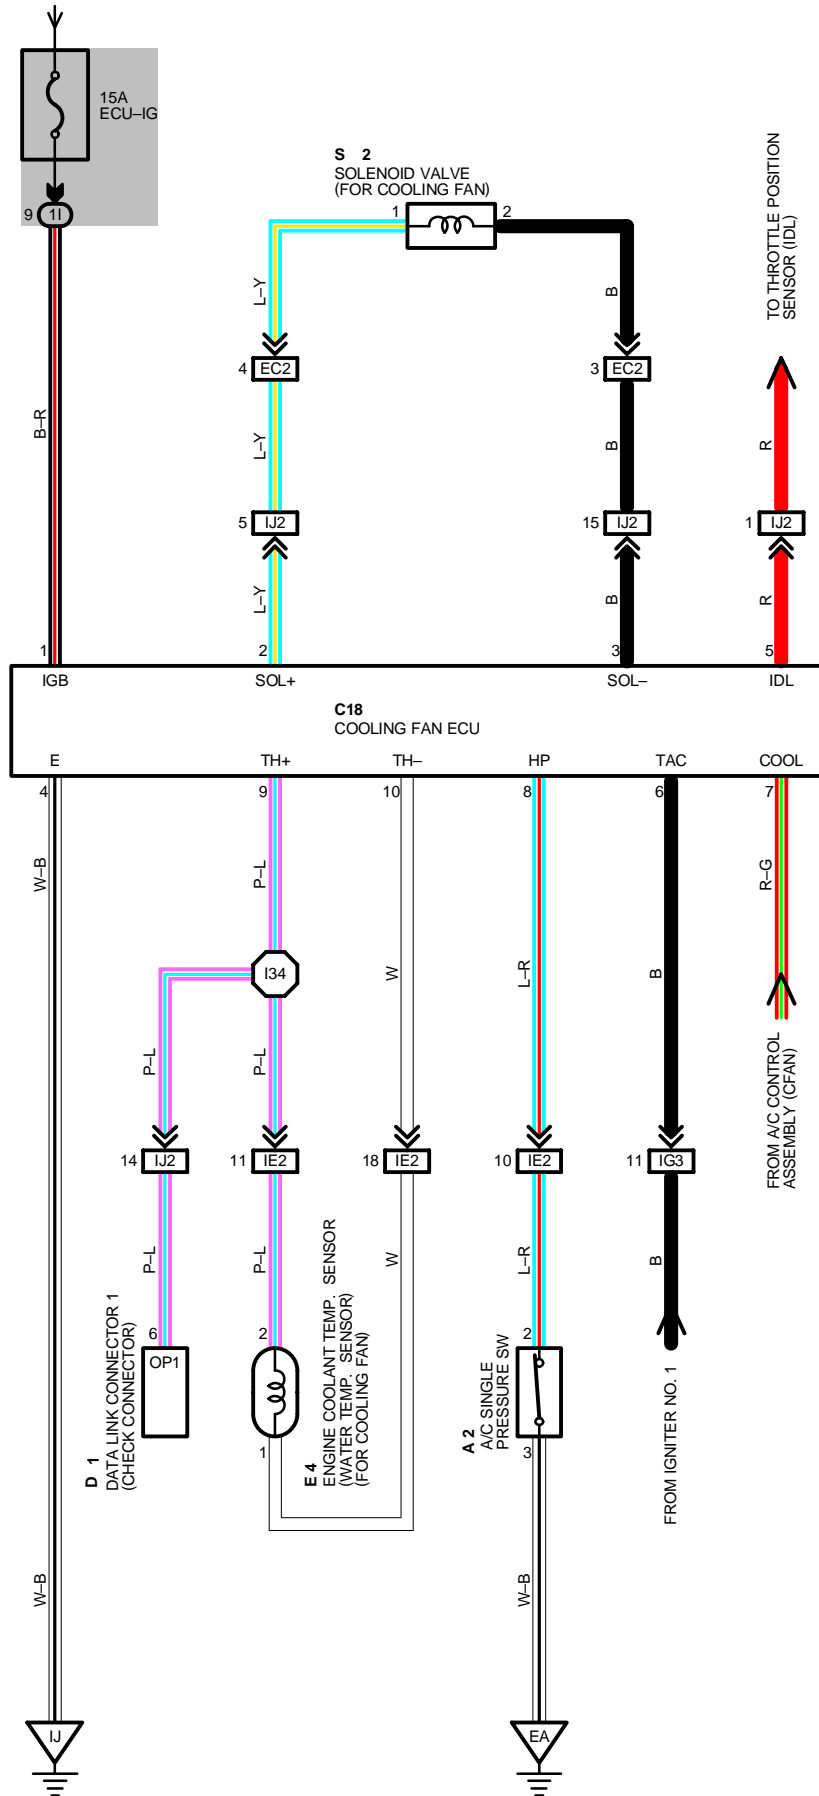 15A
ECU–IG
9 1I
S 2
SOLENOID VALVE
(FOR COOLING FAN)
1 2
TO THROTTLE POSITION
SENSOR (IDL)
L–Y
B
4 EC2
3 EC2
B–R
L–Y
B
R
5 IJ2
15 IJ2
1 IJ2
L–Y
B
R
1 2 3 5
IGB SOL+ SOL– IDL
C18
COOLING FAN ECU
E TH+ TH– HP TAC COOL
4 9 10 8 6 7
W–B
P–L
R–G
I34
W
L–R
B
P–L
P–L
FROM A/C CONTROL
ASSEMBLY (CFAN)
14 IJ2
11 IE2
18 IE2
10 IE2
11 IG3
P–L
P–L
W
L–R
B
6
OP1
2
1
2
3
D 1
DATA LINK CONNECTOR 1
(CHECK CONNECTOR)
E 4
ENGINE COOLANT TEMP. SENSOR
(WATER TEMP. SENSOR)
(FOR COOLING FAN)
A 2
A/C SINGLE
PRESSURE SW
FROM IGNITER NO. 1
W–B
W–B
IJ
EA